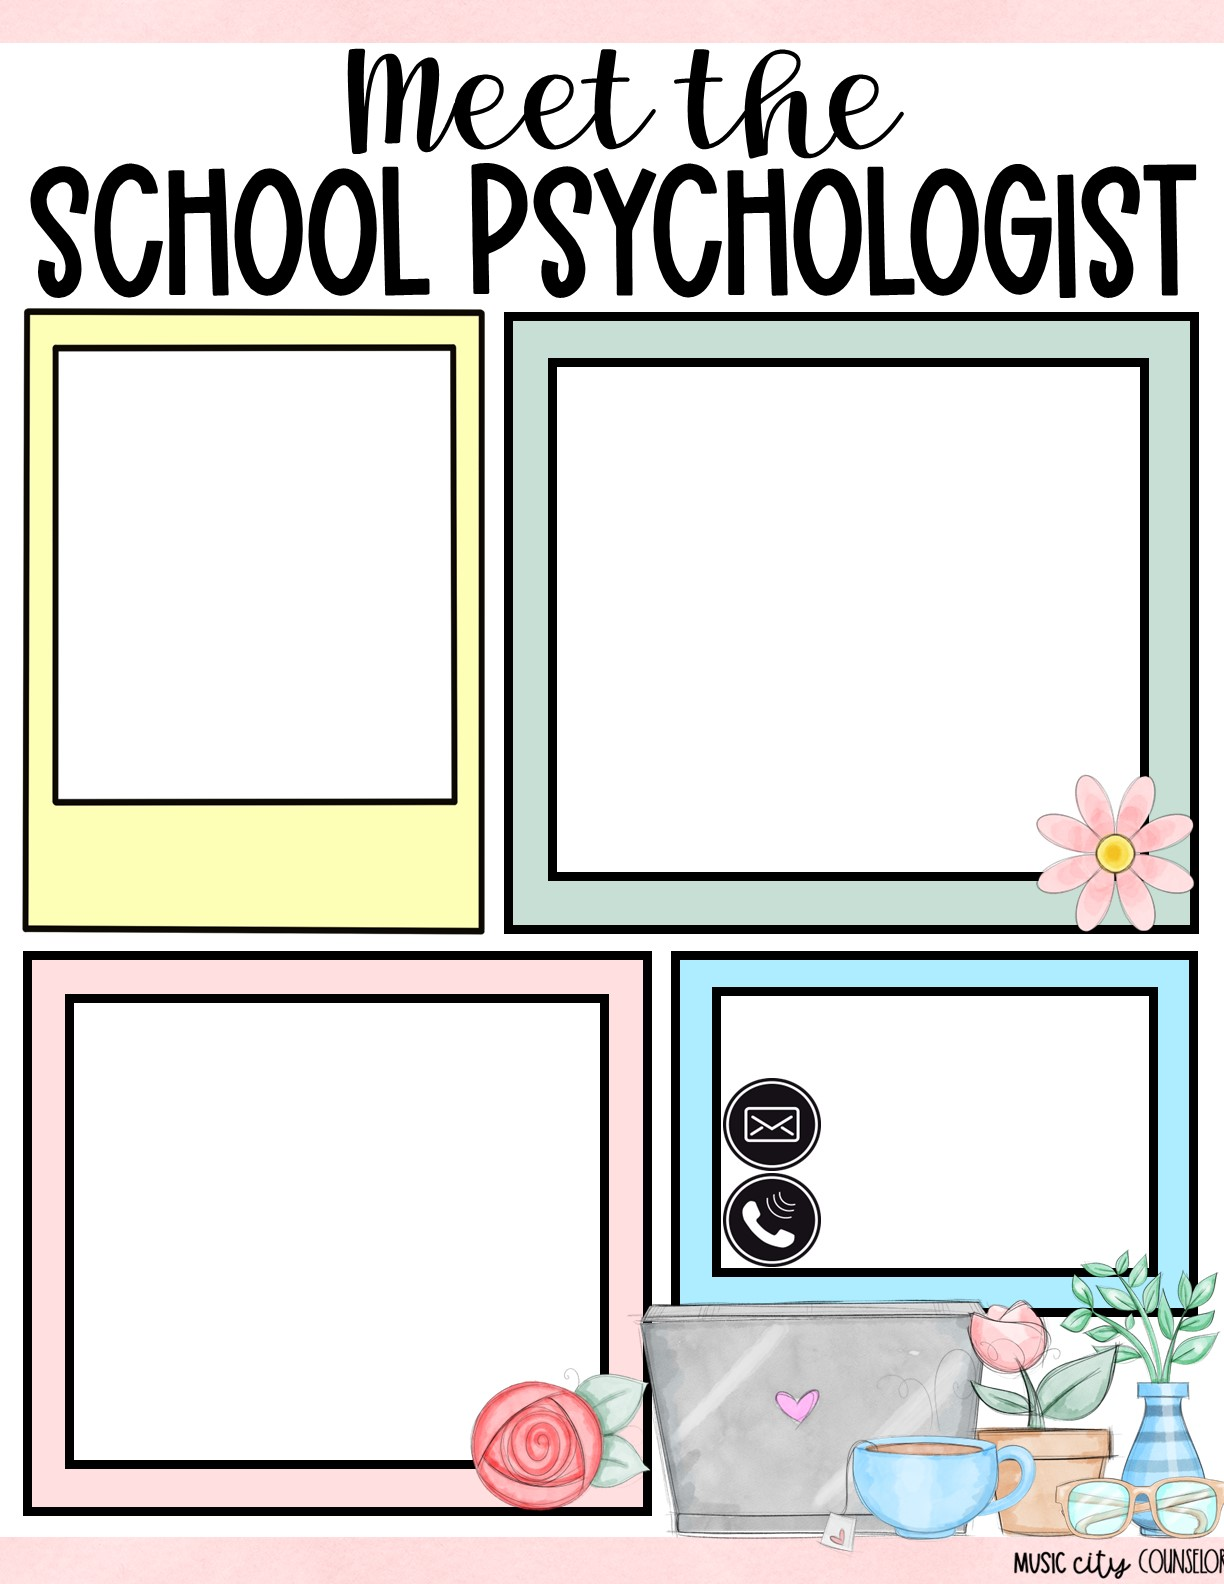 Meet the
SCHOOL PSYCHOLOGIST
MUSIC city COUNSELOR